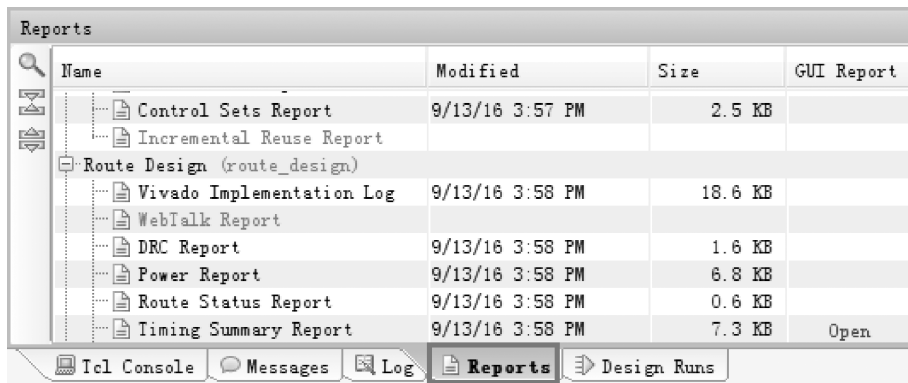 Reports
Name Modified Size GUI Report
Control Sets Report 9/13/16 3:57 PM 2.5 KB
Incremental Reuse Report
Route Design (route_design)
Vivado Implementation Log 9/13/16 3:58 PM 18.6 KB
WebTalk Report
DRC Report 9/13/16 3:58 PM 1.6 KB
Power Report 9/13/16 3:58 PM 6.8 KB
Route Status Report 9/13/16 3:58 PM 0.6 KB
Timing Summary Report 9/13/16 3:58 PM 7.3 KB Open
Tcl Console Messages Log Reports Design Runs